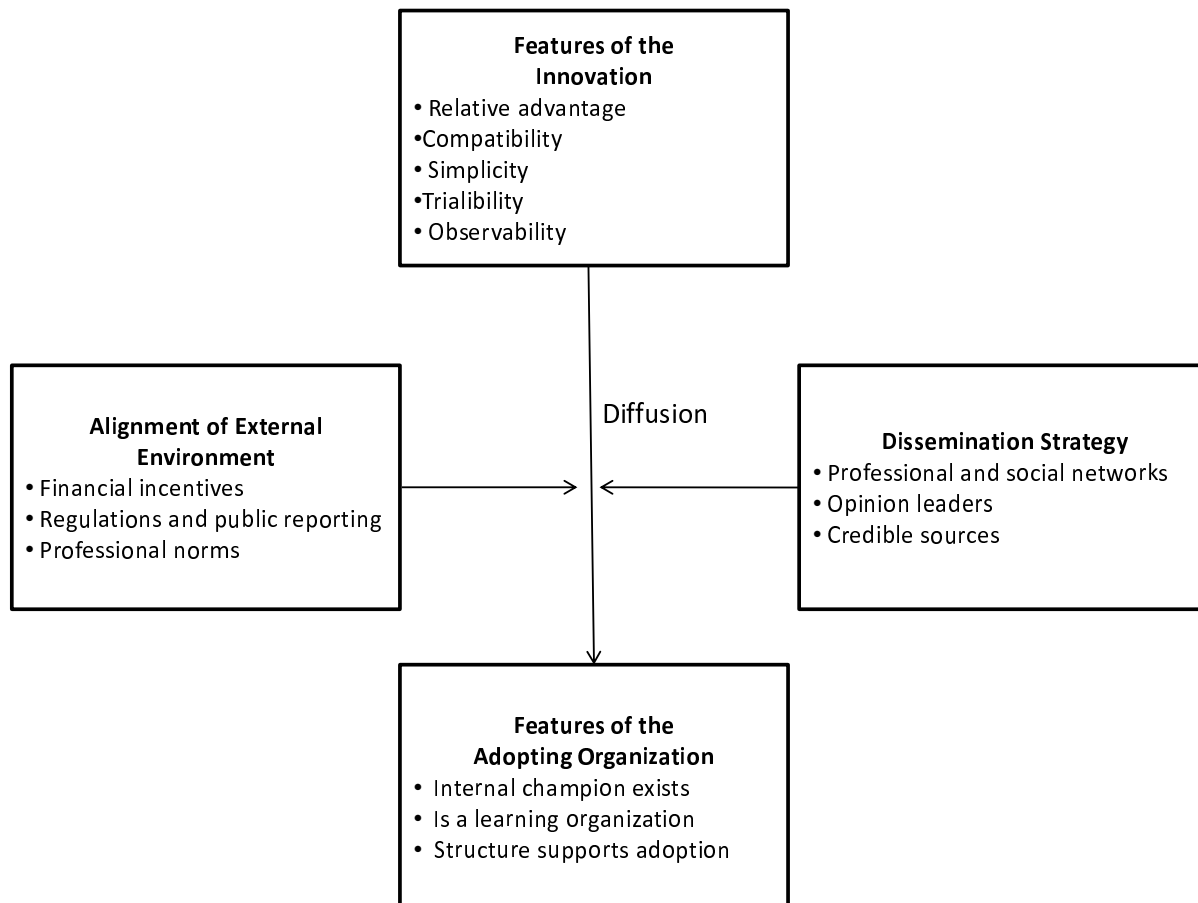 Features of the
Innovation
• Relative advantage
•Compatibility
• Simplicity
•Trialibility
• Observability
Diffusion
Alignment of External
Environment
• Financial incentives
• Regulations and public reporting
• Professional norms
Dissemination Strategy
• Professional and social networks
• Opinion leaders
• Credible sources
Features of the
Adopting Organization
• Internal champion exists
• Is a learning organization
• Structure supports adoption